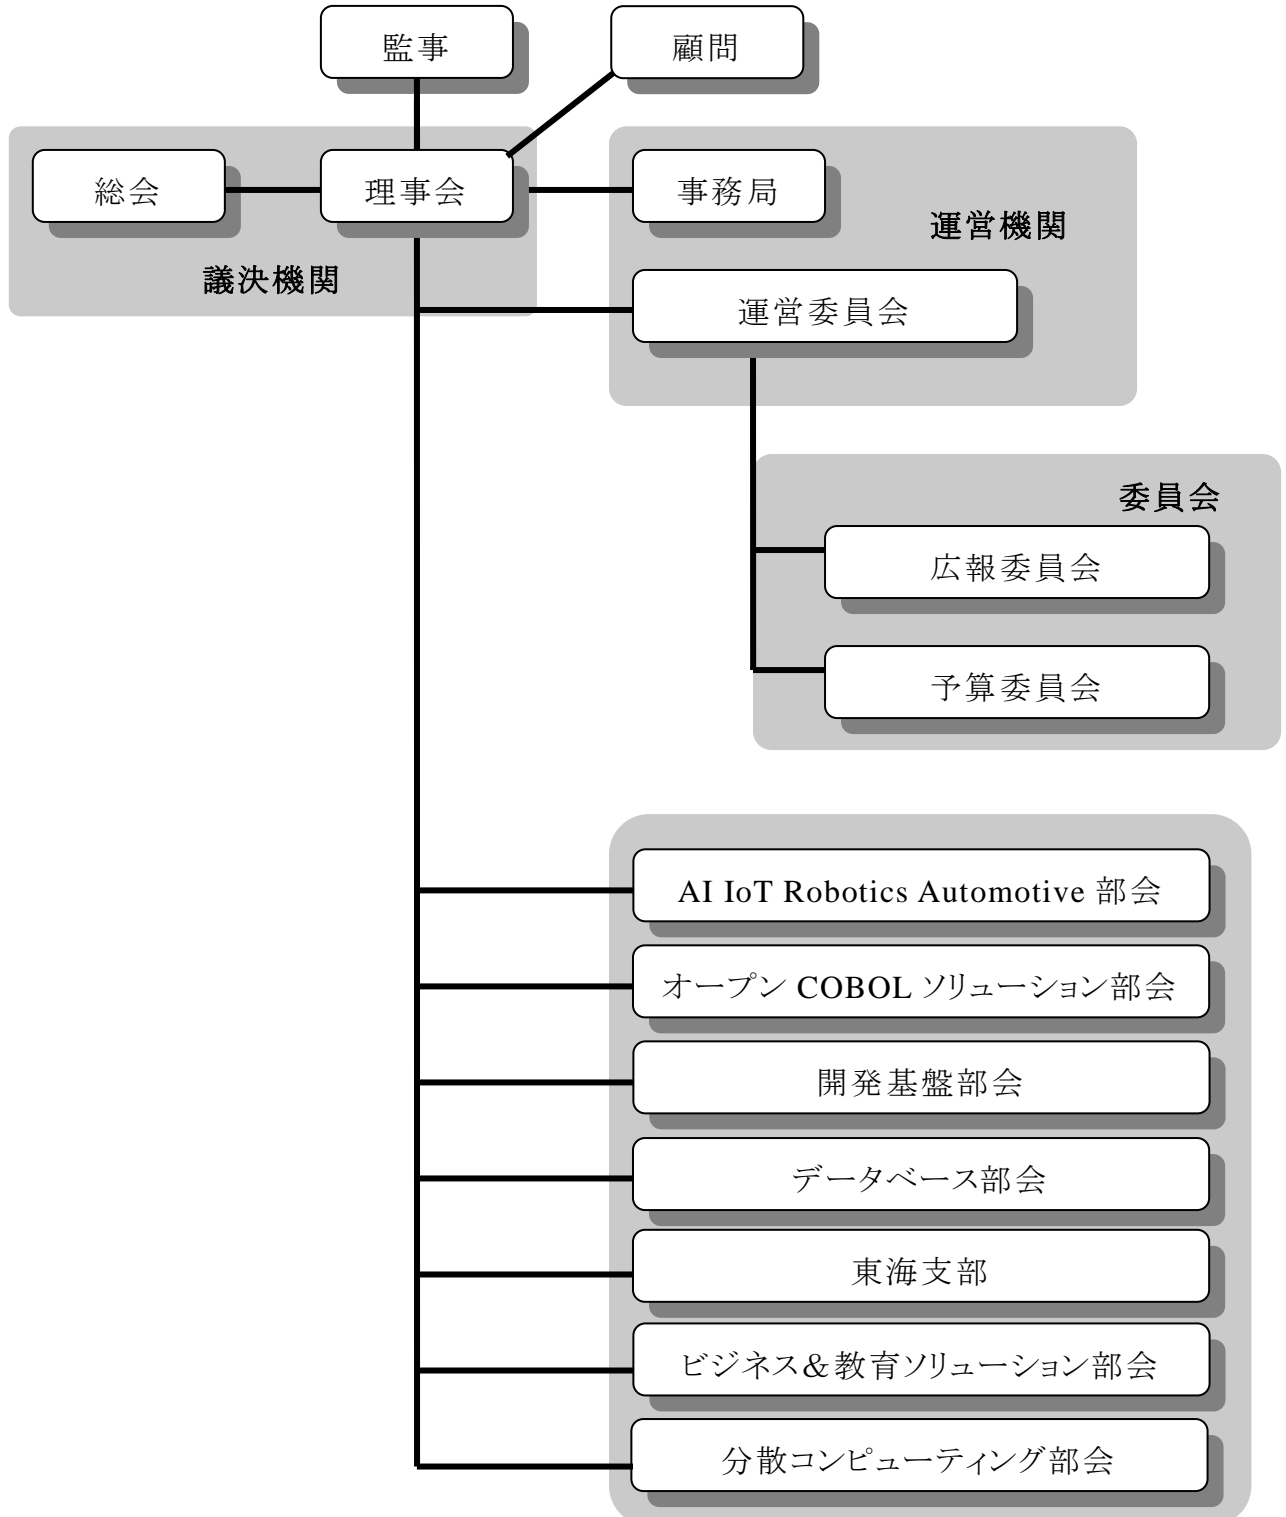 監事
顧問
総会
理事会
事務局
運営機関
議決機関
運営委員会
委員会
広報委員会
予算委員会
AI IoT Robotics Automotive 部会
オープン COBOL ソリューション部会
開発基盤部会
データベース部会
東海支部
ビジネス&教育ソリューション部会
分散コンピューティング部会